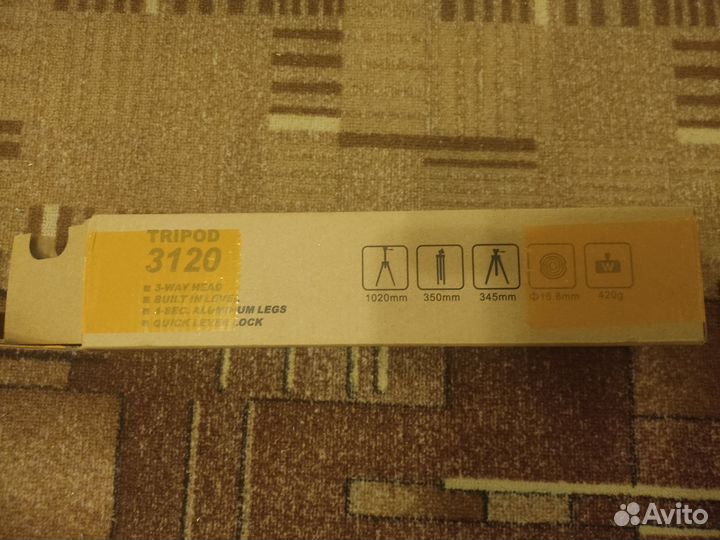 TRIPOD
3120
3-WAY HEAD
BUILT IN LEVEL
4-SEC. ALUMINUM LEGS
QUICK LEVER LOCK
1020mm 350mm 345mm Φ16.8mm 420g
W
Avito